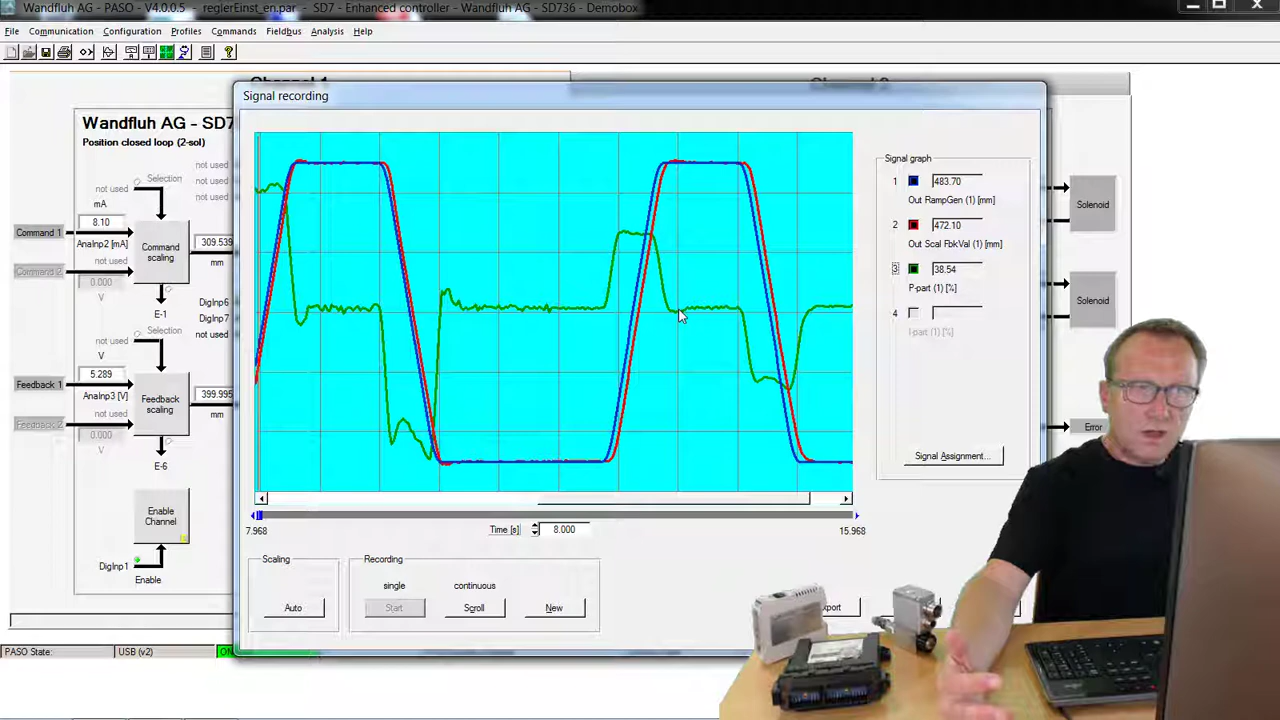 Wandfluh AG - PASO - V4.0.0.5 - reglerEinst_en.par - SD7 - Enhanced controller - Wandfluh AG - SD736 - Demobox
File Communication Configuration Profiles Commands Fieldbus Analysis Help
Channel 1
Signal recording
Wandfluh AG - SD7
Position closed loop (2-sol)
not used
not used
not used
Selection
not used
mA
8.10
AnaInp2 [mA]
not used
0.000
V
Command 1
Command 2
Command
scaling
309.539
mm
E-1
DigInp6
DigInp7
not used
Selection
not used
V
5.289
AnaInp3 [V]
not used
0.000
V
Feedback 1
Feedback 2
Feedback
scaling
399.995
mm
E-6
Enable
Channel
DigInp1
Enable
Signal graph
1 483.70
Out RampGen (1) [mm]
2 472.10
Out Scal FbkVal (1) [mm]
3 38.54
P-part (1) [%]
4
I-part (1) [%]
Signal Assignment...
Solenoid
Solenoid
Error
Time [s] 8.000
7.968
15.968
Scaling
Auto
Recording
single
continuous
Start
Scroll
New
PASO State:
USB (v2)